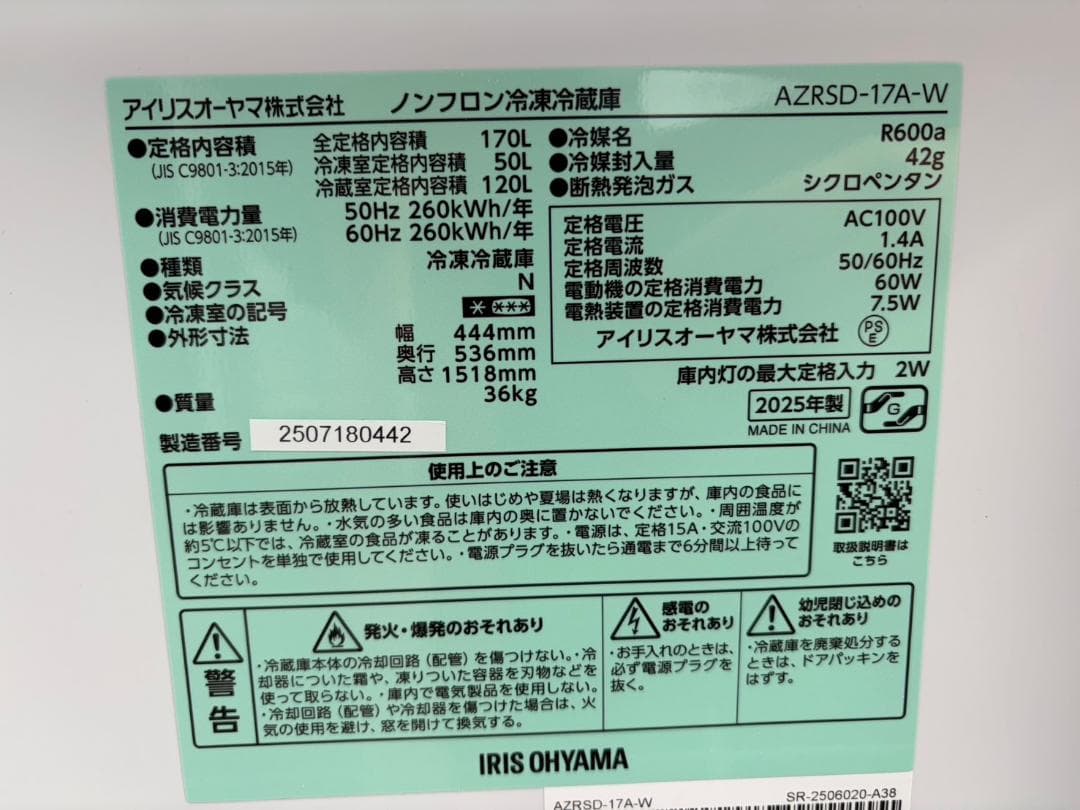 アイリスオーヤマ株式会社 ノンフロン冷凍冷蔵庫 AZRSD-17A-W
●定格内容積 全定格内容積 170L
(JIS C9801-3:2015年) 冷凍室定格内容積 50L
冷蔵室定格内容積 120L
●消費電力量 50Hz 260kWh/年
(JIS C9801-3:2015年) 60Hz 260kWh/年
●種類 冷凍冷蔵庫
●気候クラス N
●冷凍室の記号 * ***
●外形寸法 幅 444mm
奥行 536mm
高さ 1518mm
●質量 36kg
製造番号 2507180442
●冷媒名 R600a
●冷媒封入量 42g
●断熱発泡ガス シクロペンタン
定格電圧 AC100V
定格電流 1.4A
定格周波数 50/60Hz
電動機の定格消費電力 60W
電熱装置の定格消費電力 7.5W
アイリスオーヤマ株式会社 PSE
庫内灯の最大定格入力 2W
2025年製
MADE IN CHINA
G
使用上のご注意
・冷蔵庫は表面から放熱しています。使いはじめや夏場は熱くなりますが、庫内の食品に
は影響ありません。・水気の多い食品は庫内の奥に置かないでください。・周囲温度が
約5℃以下では、冷蔵室の食品が凍ることがあります。・電源は、定格15A・交流100Vの
コンセントを単独で使用してください。・電源プラグを抜いたら通電まで6分間以上待って
ください。
取扱説明書は
こちら
警告
発火・爆発のおそれあり
・冷蔵庫本体の冷却回路（配管）を傷つけない。・冷
却器についた霜や、凍りついた容器を刃物などを
使って取らない。・庫内で電気製品を使用しない。
・冷却回路（配管）や冷却器を傷つけた場合は、火
気の使用を避け、窓を開けて換気する。
感電の
おそれあり
・お手入れのときは、
必ず電源プラグを
抜く。
幼児閉じ込めの
おそれあり
・冷蔵庫を廃棄処分する
ときは、ドアパッキンを
はずす。
IRIS OHYAMA
AZRSD-17A-W SR-2506020-A38